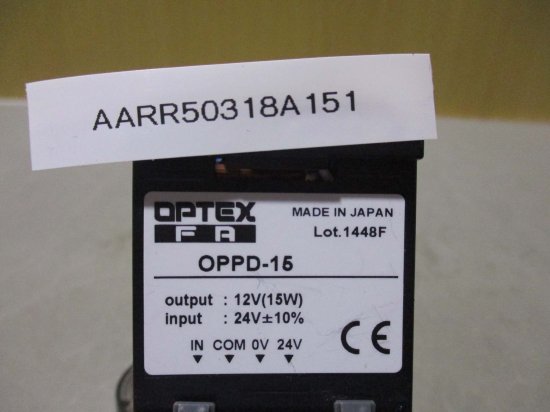 AARR50318A151
OPTEX
FA
MADE IN JAPAN
Lot.1448F
OPPD-15
output : 12V(15W)
input : 24V±10%
IN COM 0V 24V
CE